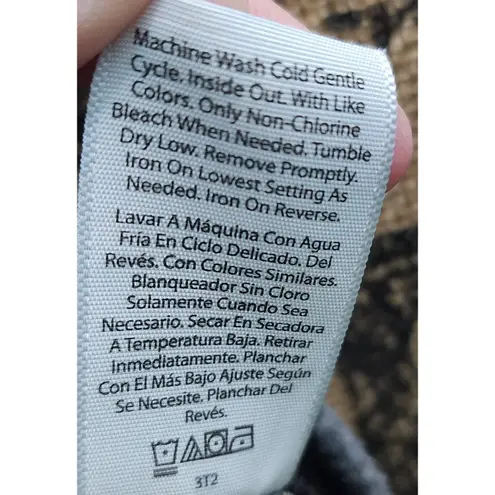 Machine Wash Cold Gentle
Cycle. Inside Out. With Like
Colors. Only Non-Chlorine
Bleach When Needed. Tumble
Dry Low. Remove Promptly.
Iron On Lowest Setting As
Needed. Iron On Reverse.
Lavar A Máquina Con Agua
Fría En Ciclo Delicado. Del
Revés. Con Colores Similares.
Blanqueador Sin Cloro
Solamente Cuando Sea
Necesario. Secar En Secadora
A Temperatura Baja. Retirar
Inmediatamente. Planchar
Con El Más Bajo Ajuste Según
Se Necesite. Planchar Del
Revés.
3T2